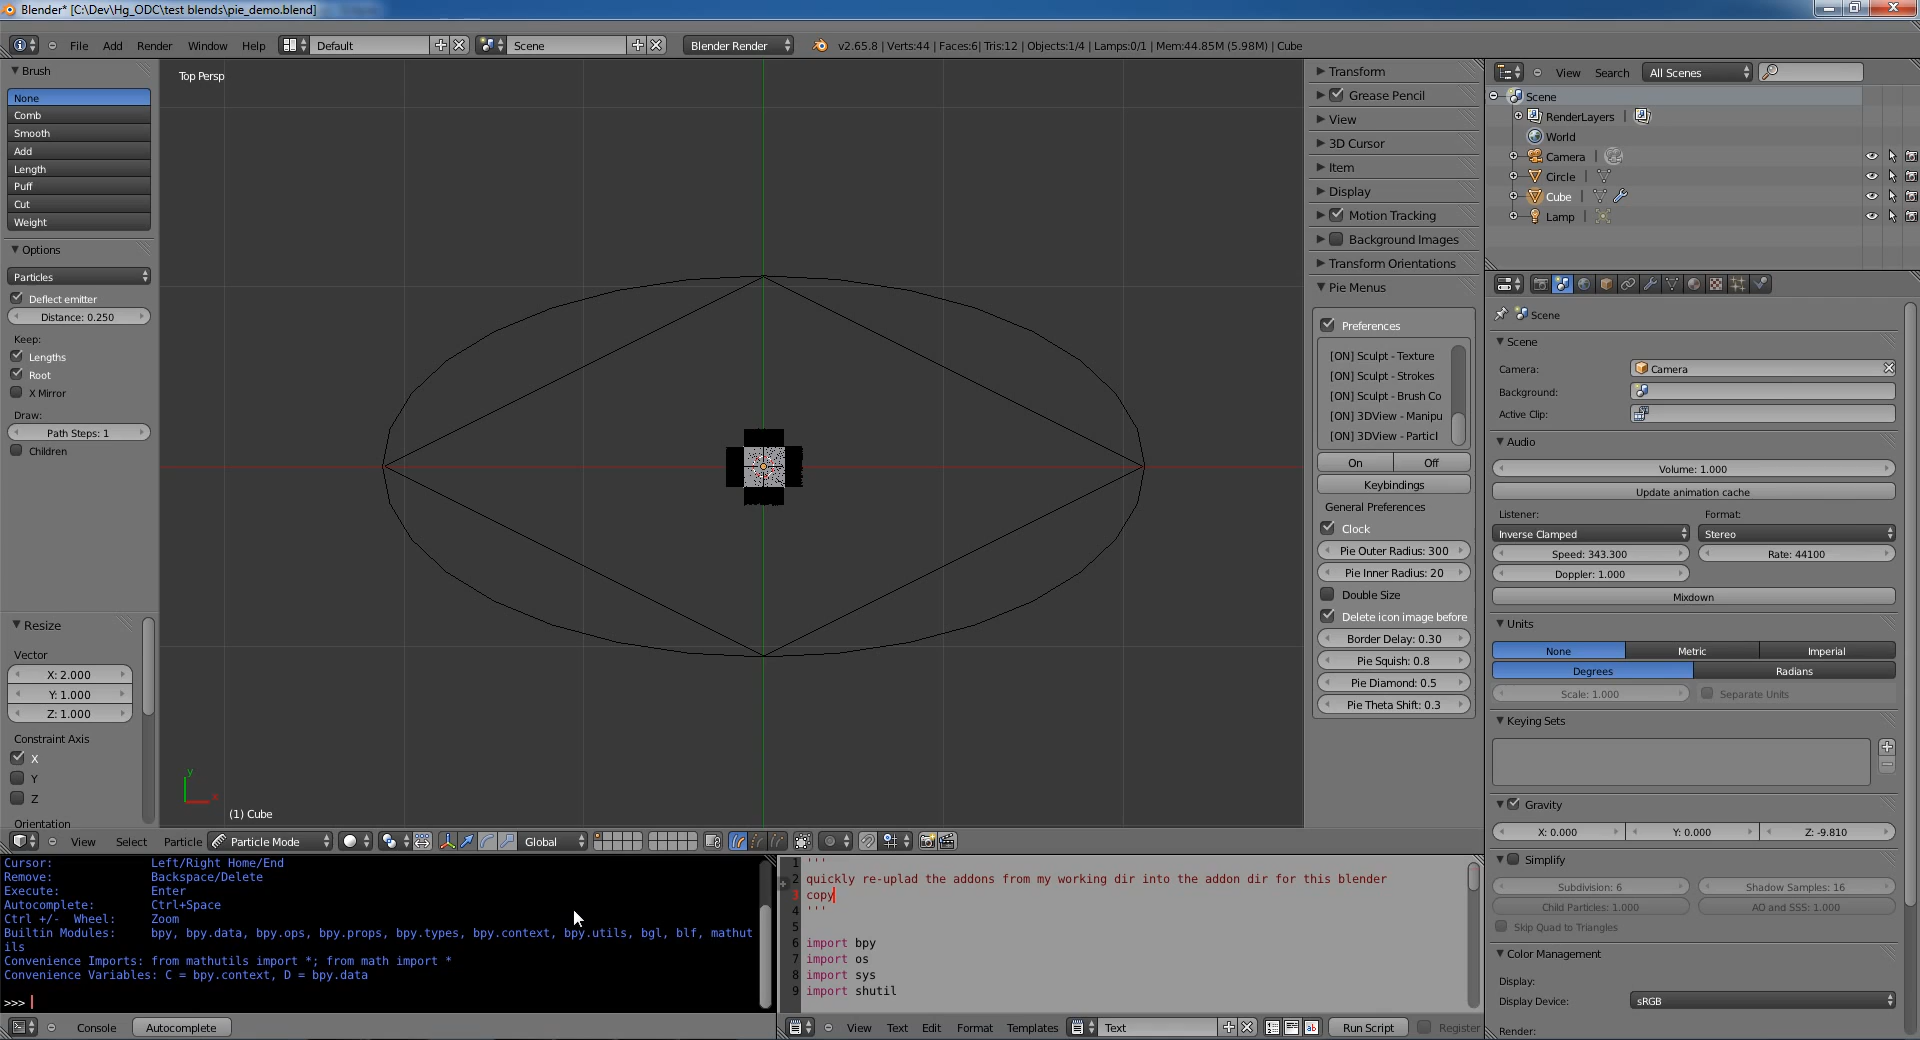 Blender* [C:\Dev\Hg_ODC\test blends\pie_demo.blend]
File Add Render Window Help Default Scene Blender Render v2.65.8 | Verts:44 | Faces:6| Tris:12 | Objects:1/4 | Lamps:0/1 | Mem:44.85M (5.98M) | Cube
Brush
None
Comb
Smooth
Add
Length
Puff
Cut
Weight
Options
Particles
Deflect emitter
Distance: 0.250
Keep:
Lengths
Root
X Mirror
Draw:
Path Steps: 1
Children
Resize
Vector
X: 2.000
Y: 1.000
Z: 1.000
Constraint Axis
X
Y
Z
Orientation
Top Persp
y
x
(1) Cube
View Select Particle Particle Mode Global
Transform
Grease Pencil
View
3D Cursor
Item
Display
Motion Tracking
Background Images
Transform Orientations
Pie Menus
Preferences
[ON] Sculpt - Texture
[ON] Sculpt - Strokes
[ON] Sculpt - Brush Co
[ON] 3DView - Manipu
[ON] 3DView - Particl
On Off
Keybindings
General Preferences
Clock
Pie Outer Radius: 300
Pie Inner Radius: 20
Double Size
Delete icon image before
Border Delay: 0.30
Pie Squish: 0.8
Pie Diamond: 0.5
Pie Theta Shift: 0.3
View Search All Scenes
Scene
RenderLayers |
World
Camera |
Circle |
Cube |
Lamp |
Scene
Scene
Camera: Camera
Background:
Active Clip:
Audio
Volume: 1.000
Update animation cache
Listener: Format:
Inverse Clamped Stereo
Speed: 343.300 Rate: 44100
Doppler: 1.000
Mixdown
Units
None Metric Imperial
Degrees Radians
Scale: 1.000 Separate Units
Keying Sets
Gravity
X: 0.000 Y: 0.000 Z: -9.810
Simplify
Subdivision: 6 Shadow Samples: 16
Child Particles: 1.000 AO and SSS: 1.000
Skip Quad to Triangles
Color Management
Display:
Display Device: sRGB
Render:
Cursor: Left/Right Home/End
Remove: Backspace/Delete
Execute: Enter
Autocomplete: Ctrl+Space
Ctrl +/- Wheel: Zoom
Builtin Modules: bpy, bpy.data, bpy.ops, bpy.props, bpy.types, bpy.context, bpy.utils, bgl, blf, mathut
ils
Convenience Imports: from mathutils import *; from math import *
Convenience Variables: C = bpy.context, D = bpy.data
>>>
Console Autocomplete
1 '''
2 quickly re-uplad the addons from my working dir into the addon dir for this blender
3 copy
4 '''
5
6 import bpy
7 import os
8 import sys
9 import shutil
View Text Edit Format Templates Text Run Script Register